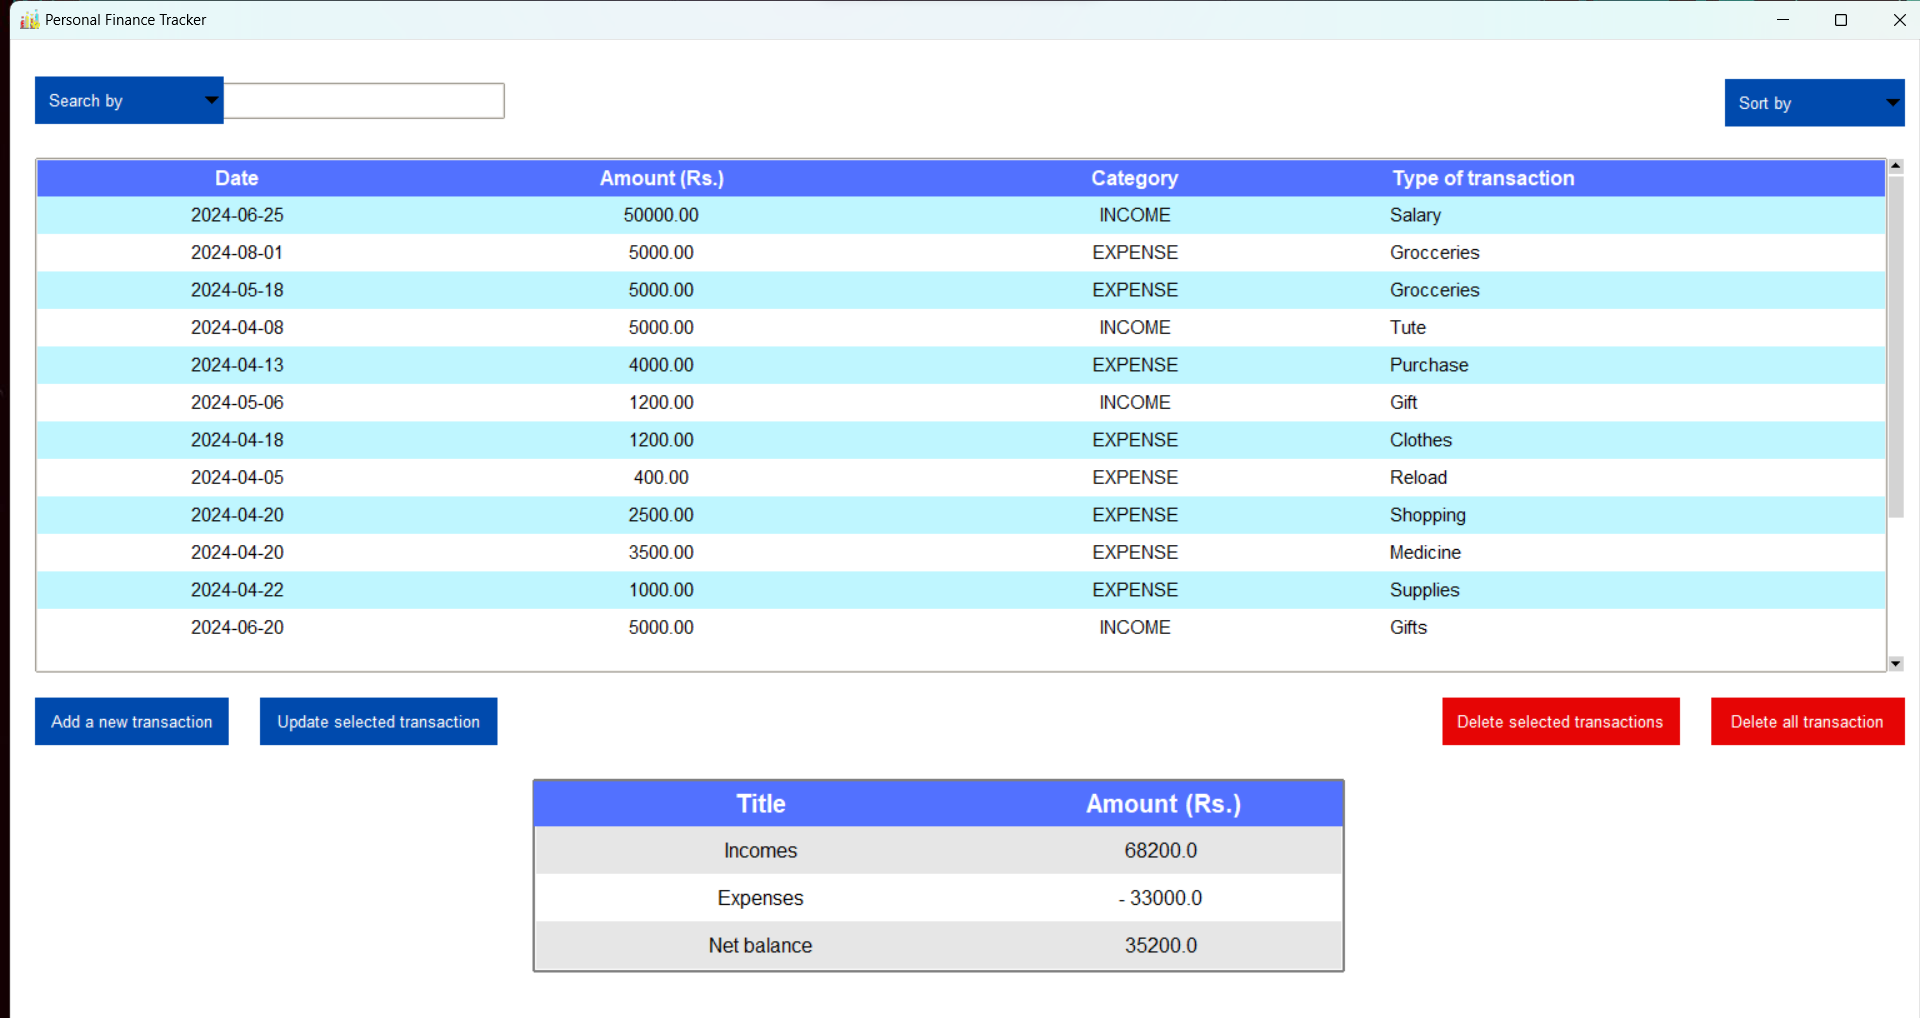 Personal Finance Tracker
Search by
Sort by
Date Amount (Rs.) Category Type of transaction
2024-06-25 50000.00 INCOME Salary
2024-08-01 5000.00 EXPENSE Grocceries
2024-05-18 5000.00 EXPENSE Grocceries
2024-04-08 5000.00 INCOME Tute
2024-04-13 4000.00 EXPENSE Purchase
2024-05-06 1200.00 INCOME Gift
2024-04-18 1200.00 EXPENSE Clothes
2024-04-05 400.00 EXPENSE Reload
2024-04-20 2500.00 EXPENSE Shopping
2024-04-20 3500.00 EXPENSE Medicine
2024-04-22 1000.00 EXPENSE Supplies
2024-06-20 5000.00 INCOME Gifts
Add a new transaction Update selected transaction Delete selected transactions Delete all transaction
Title Amount (Rs.)
Incomes 68200.0
Expenses - 33000.0
Net balance 35200.0